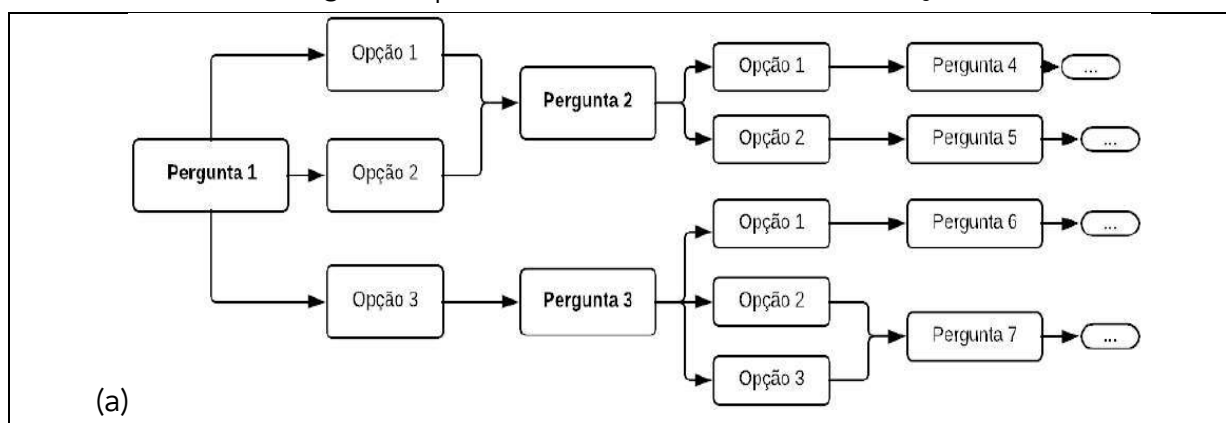 Opção 1
Opção 1
Pergunta 4
...
Pergunta 2
Opção 2
Pergunta 5
...
Pergunta 1
Opção 2
Opção 1
Pergunta 6
...
Opção 3
Pergunta 3
Opção 2
Pergunta 7
...
Opção 3
(a)